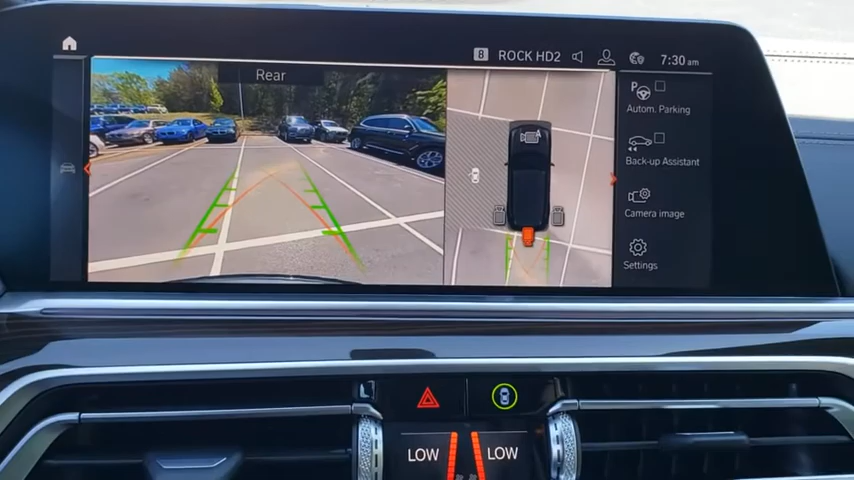 8 ROCK HD2 7:30 AM
Rear
A
P
Autom. Parking
Back-up Assistant
Camera image
Settings
LOW LOW